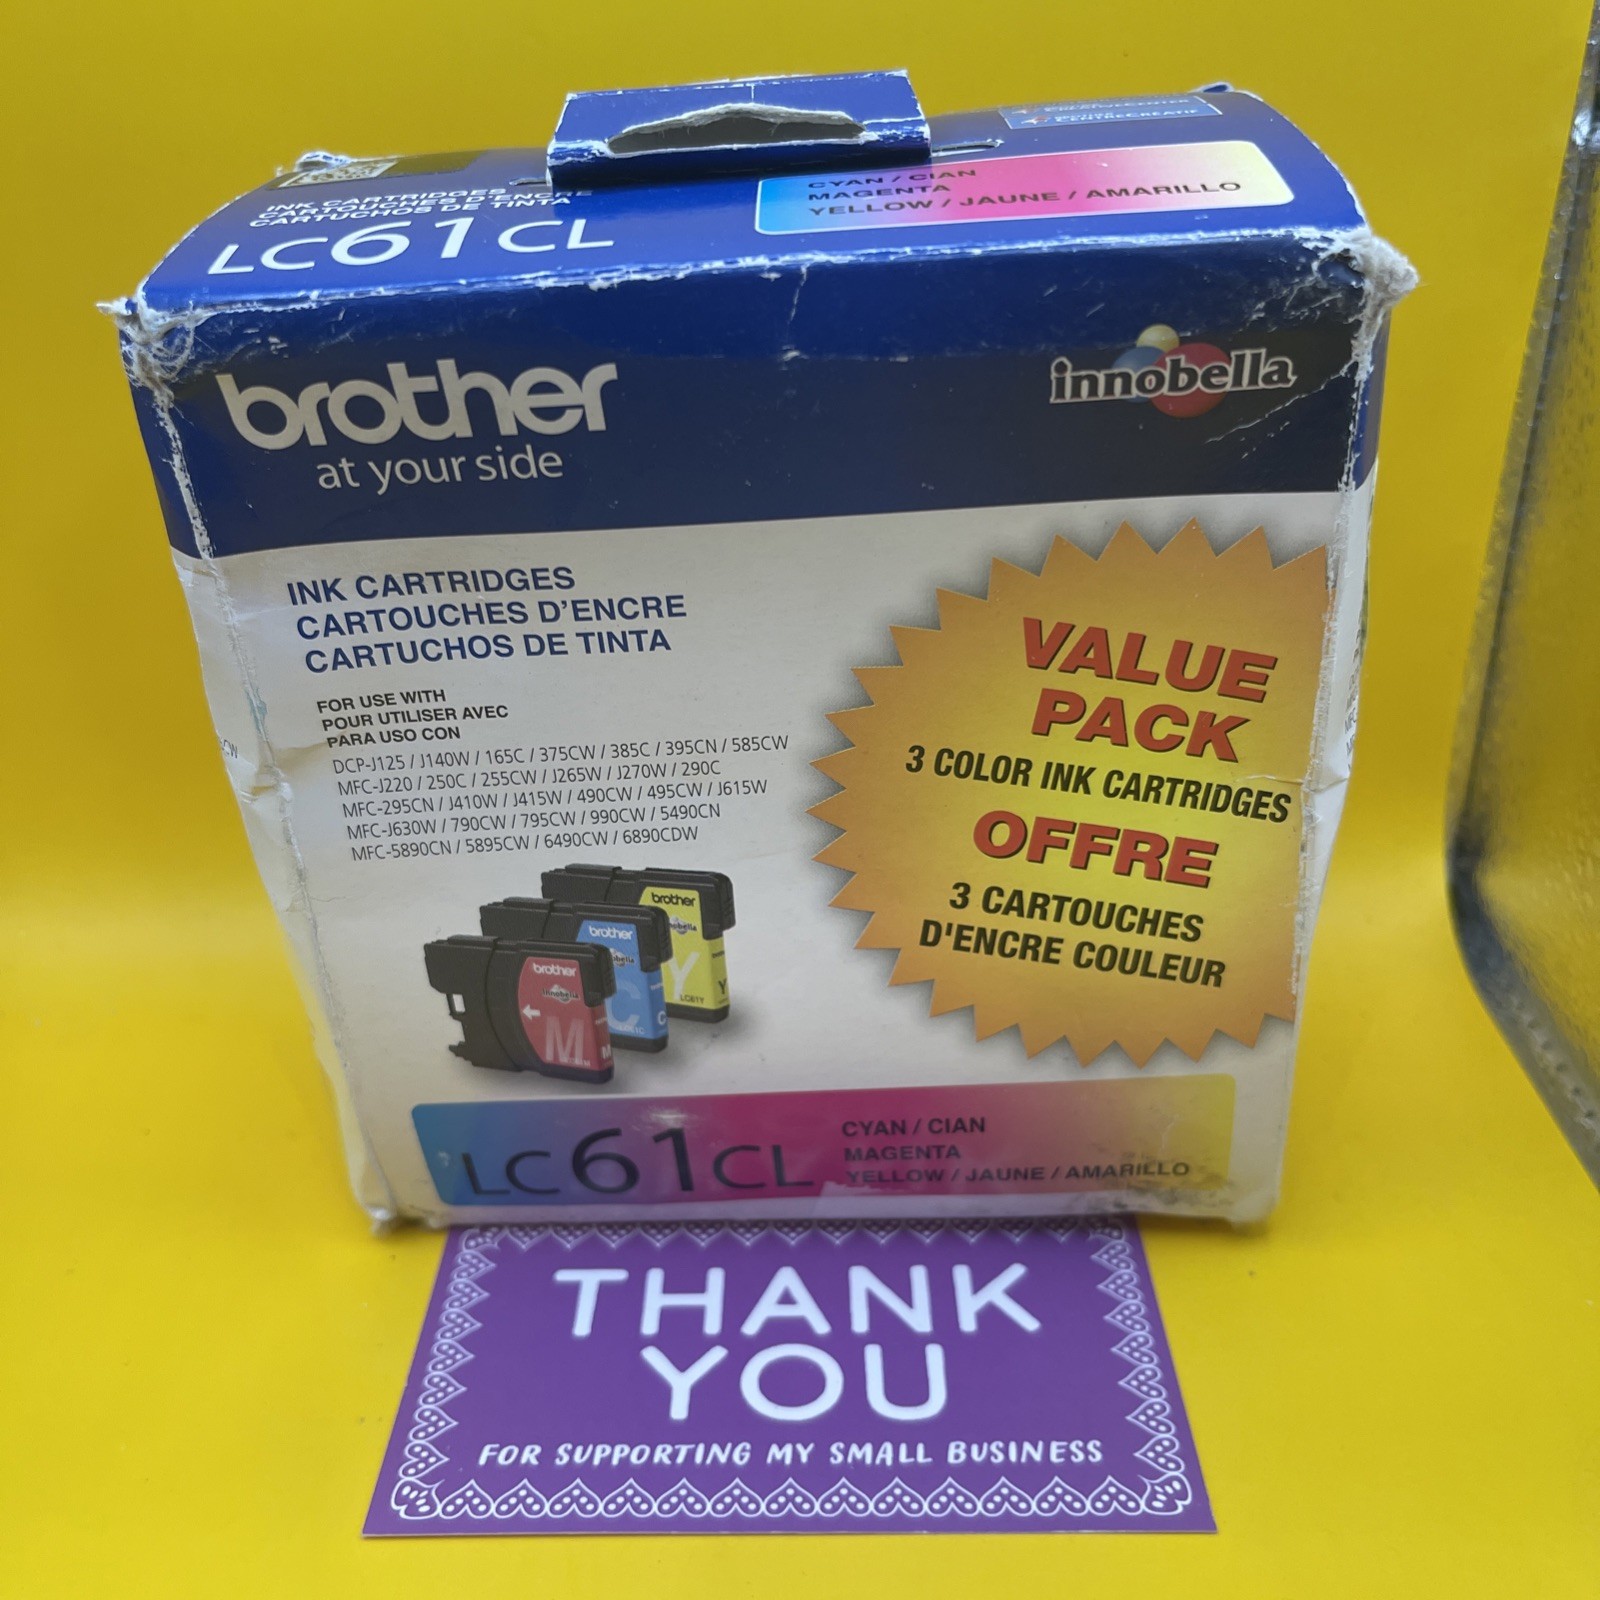 INK CARTRIDGES
CARTOUCHES D'ENCRE
CARTUCHOS DE TINTA
LC61CL
CREATIVECENTER
CENTRECRÉATIF
CYAN / CIAN
MAGENTA
YELLOW / JAUNE / AMARILLO
brother
at your side
innobella
INK CARTRIDGES
CARTOUCHES D'ENCRE
CARTUCHOS DE TINTA
FOR USE WITH
POUR UTILISER AVEC
PARA USO CON
DCP-J125 / J140W / 165C / 375CW / 385C / 395CN / 585CW
MFC-J220 / 250C / 255CW / J265W / J270W / 290C
MFC-295CN / J410W / J415W / 490CW / 495CW / J615W
MFC-J630W / 790CW / 795CW / 990CW / 5490CN
MFC-5890CN / 5895CW / 6490CW / 6890CDW
VALUE
PACK
3 COLOR INK CARTRIDGES
OFFRE
3 CARTOUCHES
D'ENCRE COULEUR
brother
Y
LC61Y
Y
brother
C
C
brother
innobella
M
M
LC61CL
CYAN / CIAN
MAGENTA
YELLOW / JAUNE / AMARILLO
THANK
YOU
FOR SUPPORTING MY SMALL BUSINESS